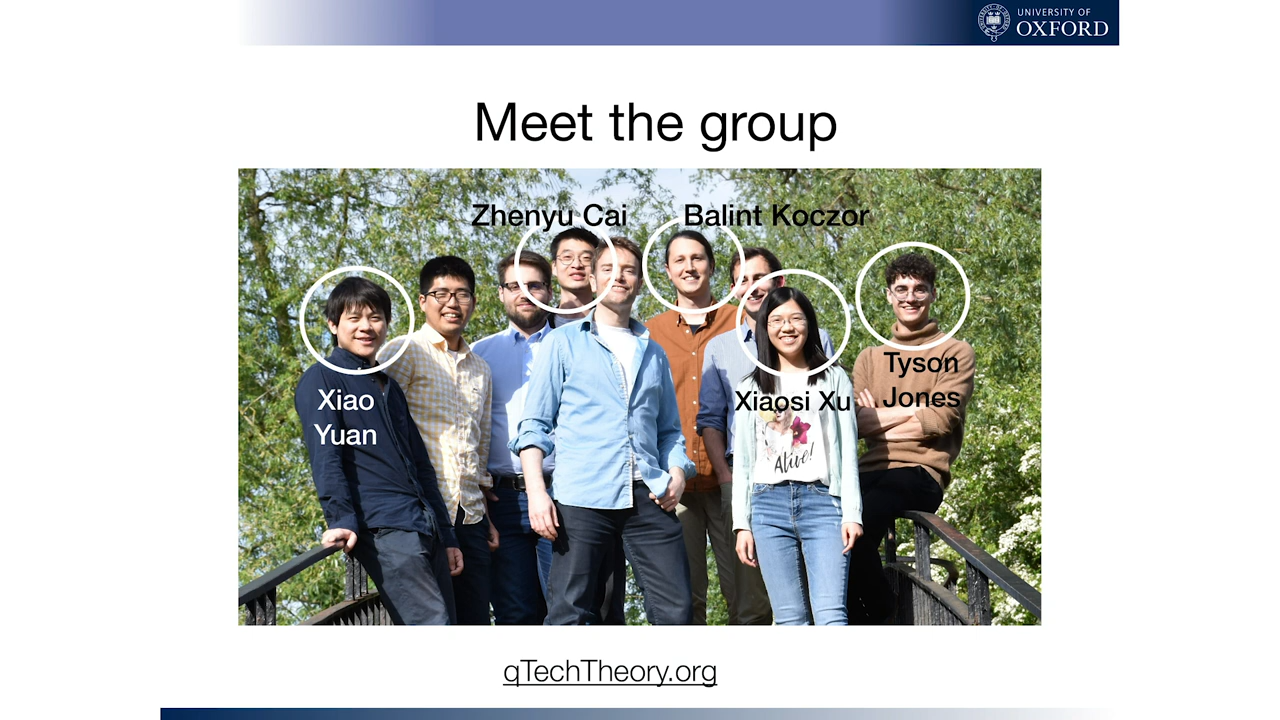 UNIVERSITY OF
OXFORD
Meet the group
Zhenyu Cai
Balint Koczor
Xiao
Yuan
Xiaosi Xu
Tyson
Jones
Alive!
qTechTheory.org